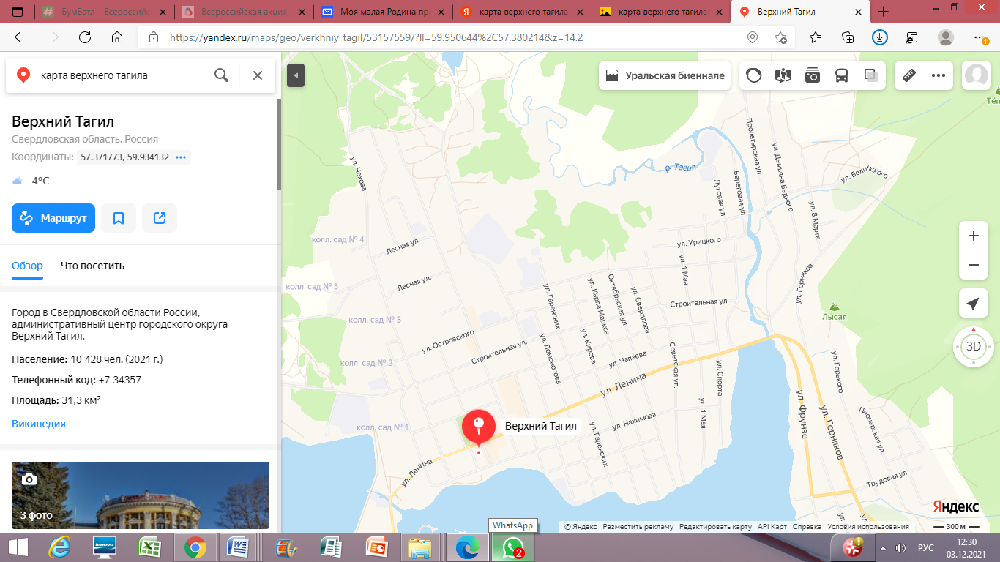 БумБатл – Всероссийск
Всероссийская акция
Моя малая Родина пр
карта верхнего тагила
карта верхнего тагила
Верхний Тагил
https://yandex.ru/maps/geo/verkhniy_tagil/53157559/?ll=59.950644%2C57.380214&z=14.2
карта верхнего тагила
Верхний Тагил
Свердловская область, Россия
Координаты: 57.371773, 59.934132
–4°C
Маршрут
Обзор
Что посетить
Город в Свердловской области России,
административный центр городского округа
Верхний Тагил.
Население: 10 428 чел. (2021 г.)
Телефонный код: +7 34357
Площадь: 31,3 км²
Википедия
3 фото
Уральская биеннале
ул. Чехова
р. Тагил
Пролетарская ул.
ул. Демьяна Бедного
ул. Белинского
Луговая ул.
Береговая ул.
ул. 8 Марта
колл. сад № 4
Лесная ул.
ул. Урицкого
ул. 1 Мая
колл. сад № 5
Лесная ул.
ул. Гаренских
ул. Карла Маркса
Октябрьская ул.
ул. Свердлова
Строительная ул.
ул. Горняков
Лысая
колл. сад № 3
ул. Островского
Строительная ул.
ул. Ломоносова
ул. Кирова
ул. Чапаева
Советская ул.
ул. Спорта
ул. Горького
3D
колл. сад № 2
ул. Ленина
ул. 1 Мая
ул. Фрунзе
ул. Горняков
Пионерская ул.
колл. сад № 1
Верхний Тагил
ул. Нахимова
ул. Гаренских
ул. Ленина
Трудовая ул.
ул.
ул.
Яндекс
WhatsApp
© Яндекс Разместить рекламу Редактировать карту API Карт Справка Условия использования
300 м
lenovo
2
РУС
12:30
03.12.2021